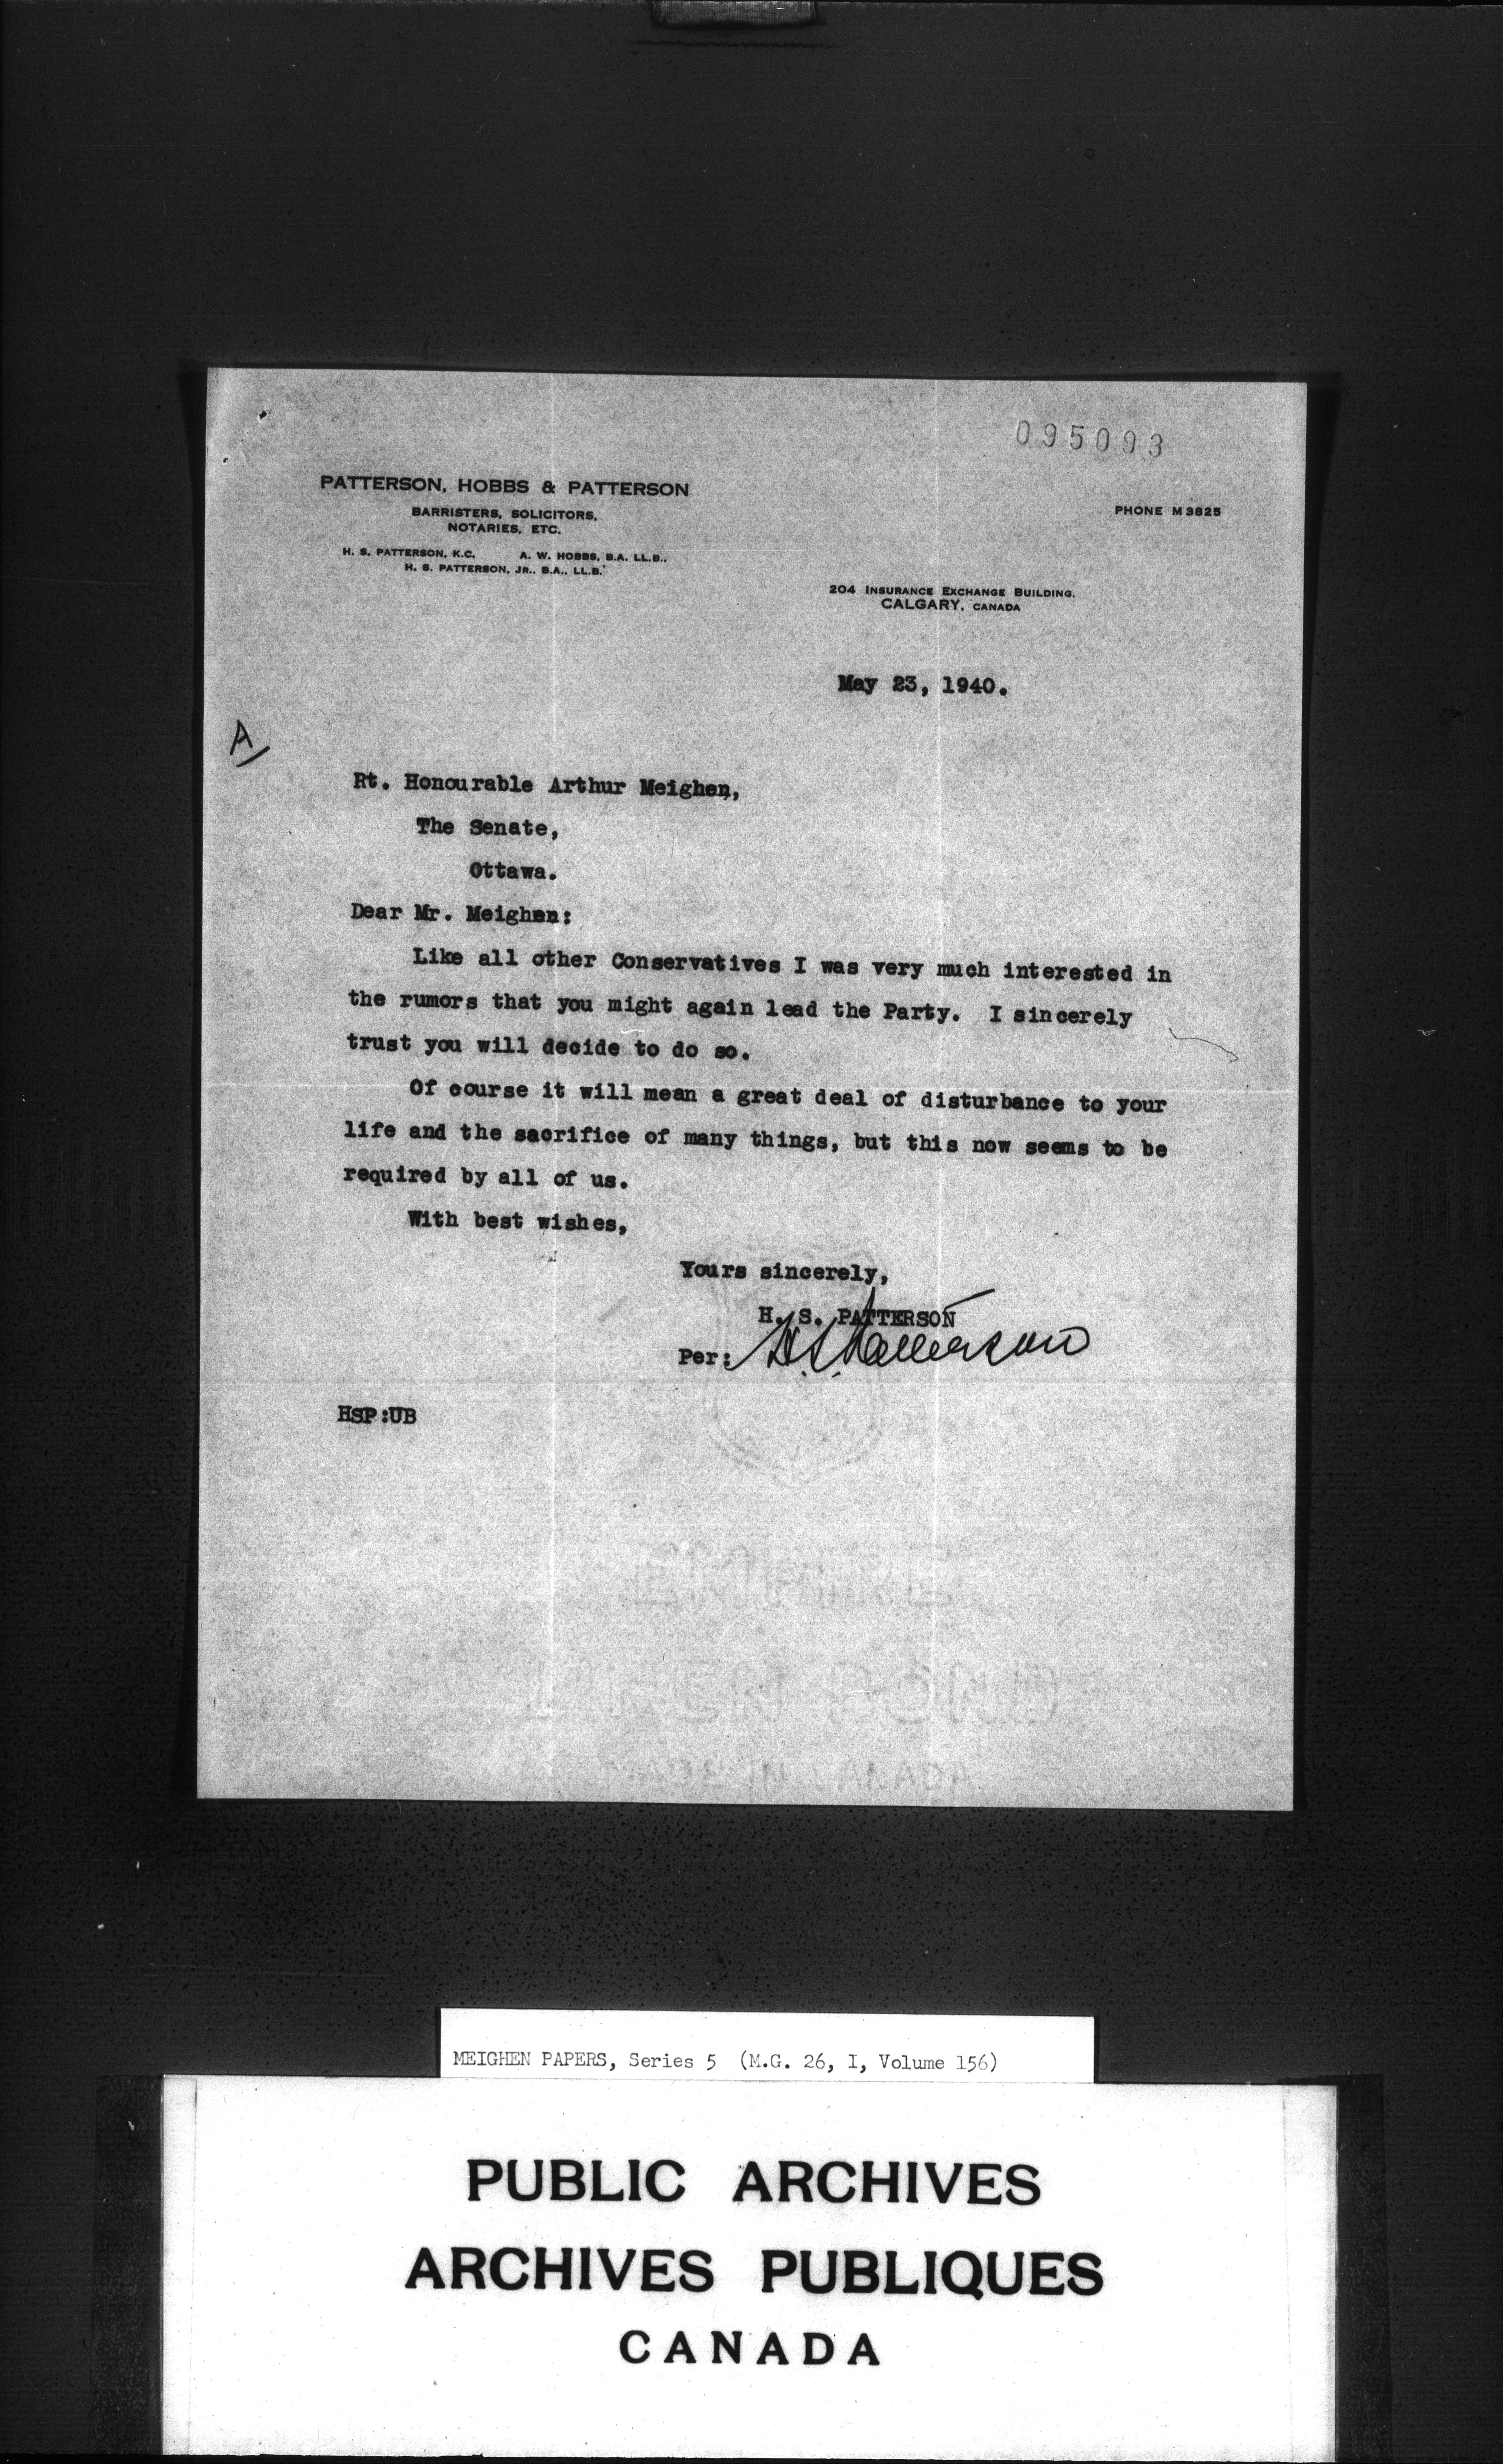 095093
PATTERSON, HOBBS & PATTERSON
BARRISTERS, SOLICITORS,
NOTARIES, ETC.
PHONE M3825
H. S. PATTERSON, K.C. A. W. HOBBS, B.A. LL.B.,
H. S. PATTERSON, JR., B.A., LL.B.
204 INSURANCE EXCHANGE BUILDING,
CALGARY, CANADA
May 23, 1940.
A
Rt. Honourable Arthur Meighen,
The Senate,
Ottawa.
Dear Mr. Meighen:
Like all other Conservatives I was very much interested in
the rumors that you might again lead the Party. I sincerely
trust you will decide to do so.
Of course it will mean a great deal of disturbance to your
life and the sacrifice of many things, but this now seems to be
required by all of us.
With best wishes,
Yours sincerely,
H. S. PATTERSON
Per: H S Patterson
HSP:UB
MEIGHEN PAPERS, Series 5 (M.G. 26, I, Volume 156)
PUBLIC ARCHIVES
ARCHIVES PUBLIQUES
CANADA